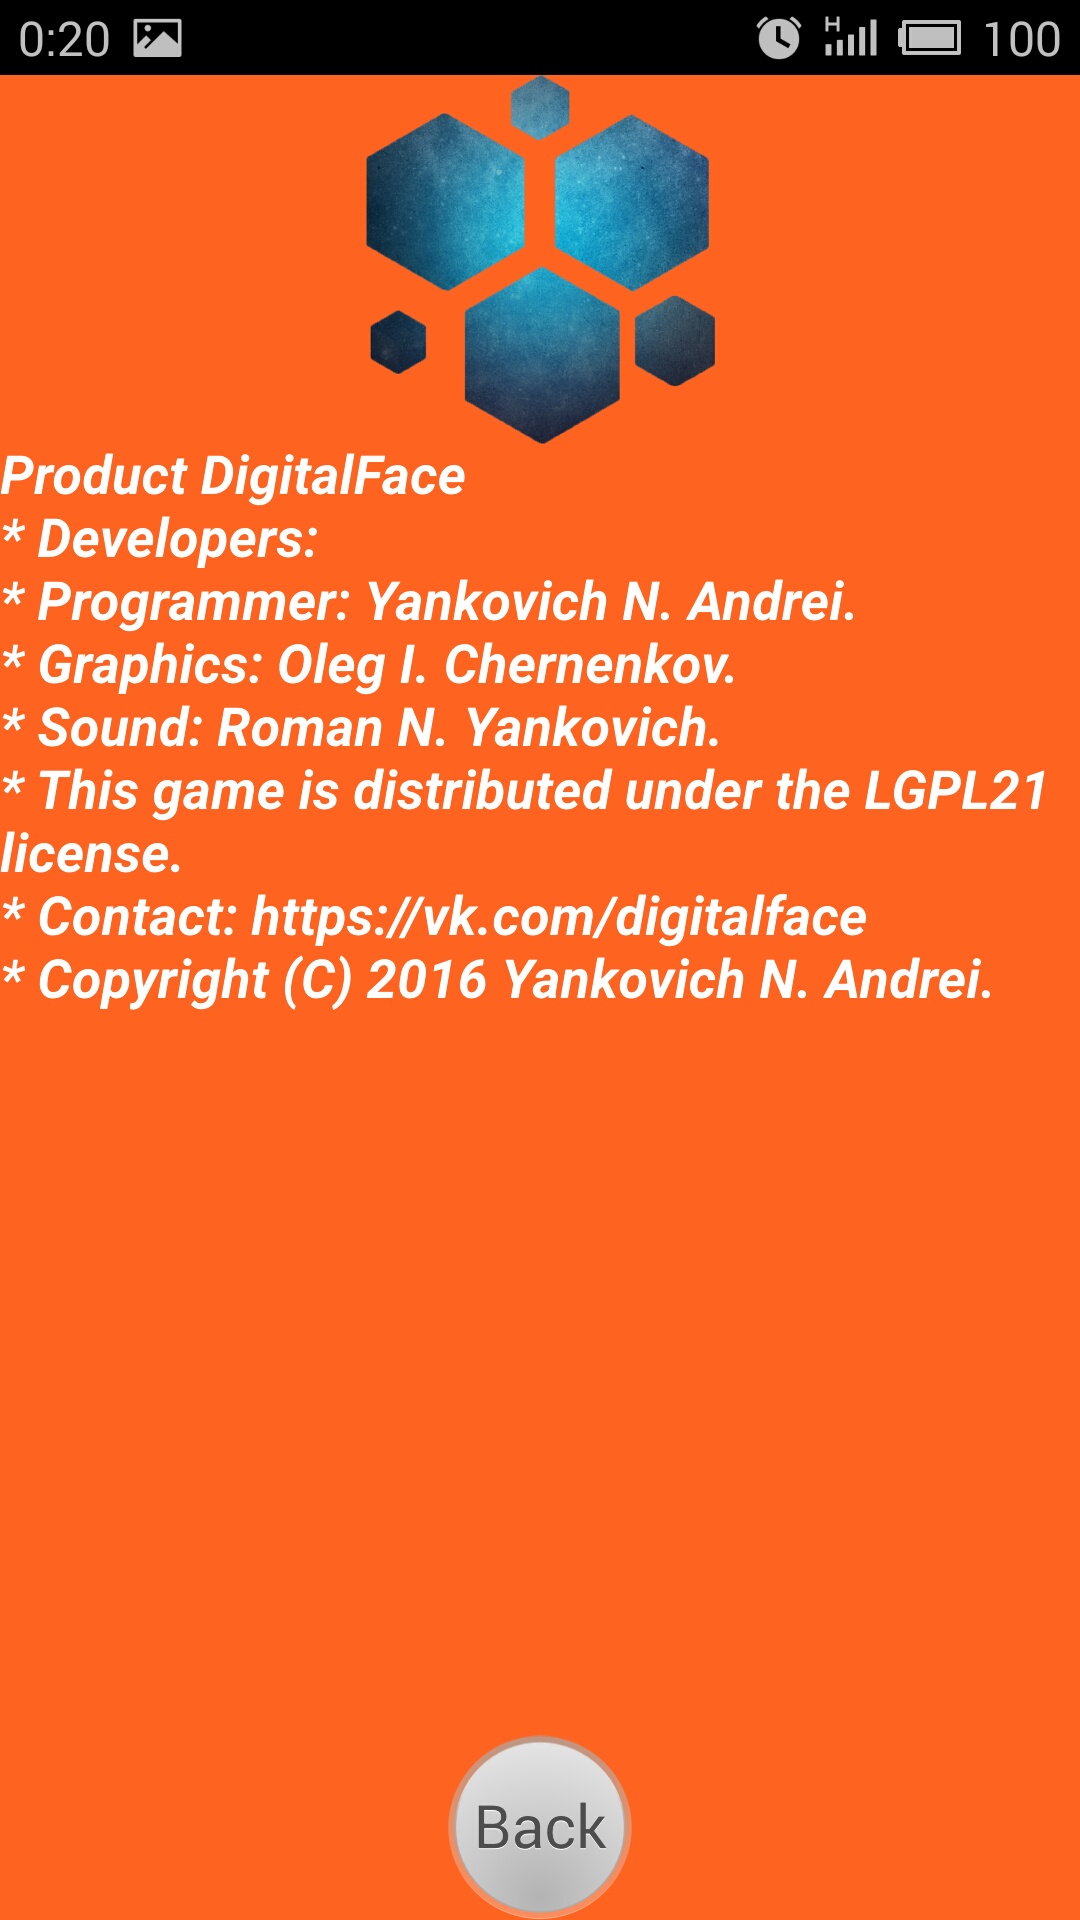 0:20 H 100
Product DigitalFace
* Developers:
* Programmer: Yankovich N. Andrei.
* Graphics: Oleg I. Chernenkov.
* Sound: Roman N. Yankovich.
* This game is distributed under the LGPL21
license.
* Contact: https://vk.com/digitalface
* Copyright (C) 2016 Yankovich N. Andrei.
Back